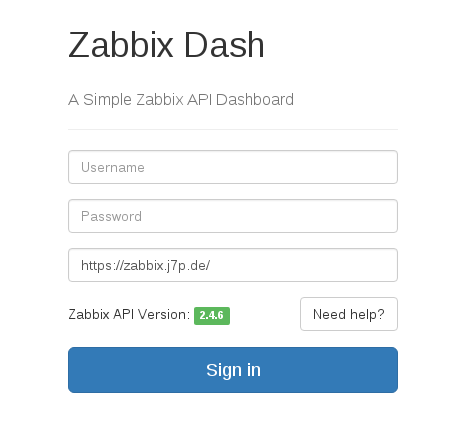 Zabbix Dash
A Simple Zabbix API Dashboard
Username
Password
https://zabbix.j7p.de/
Zabbix API Version: 2.4.6 Need help?
Sign in